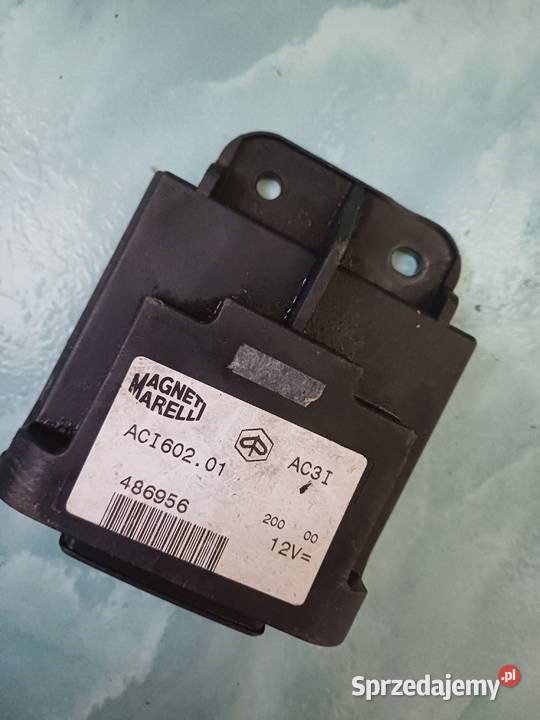 MAGNETI
MARELLI
ACI602.01
AC3I
486956
200 00
12V=
Sprzedajemy.pl